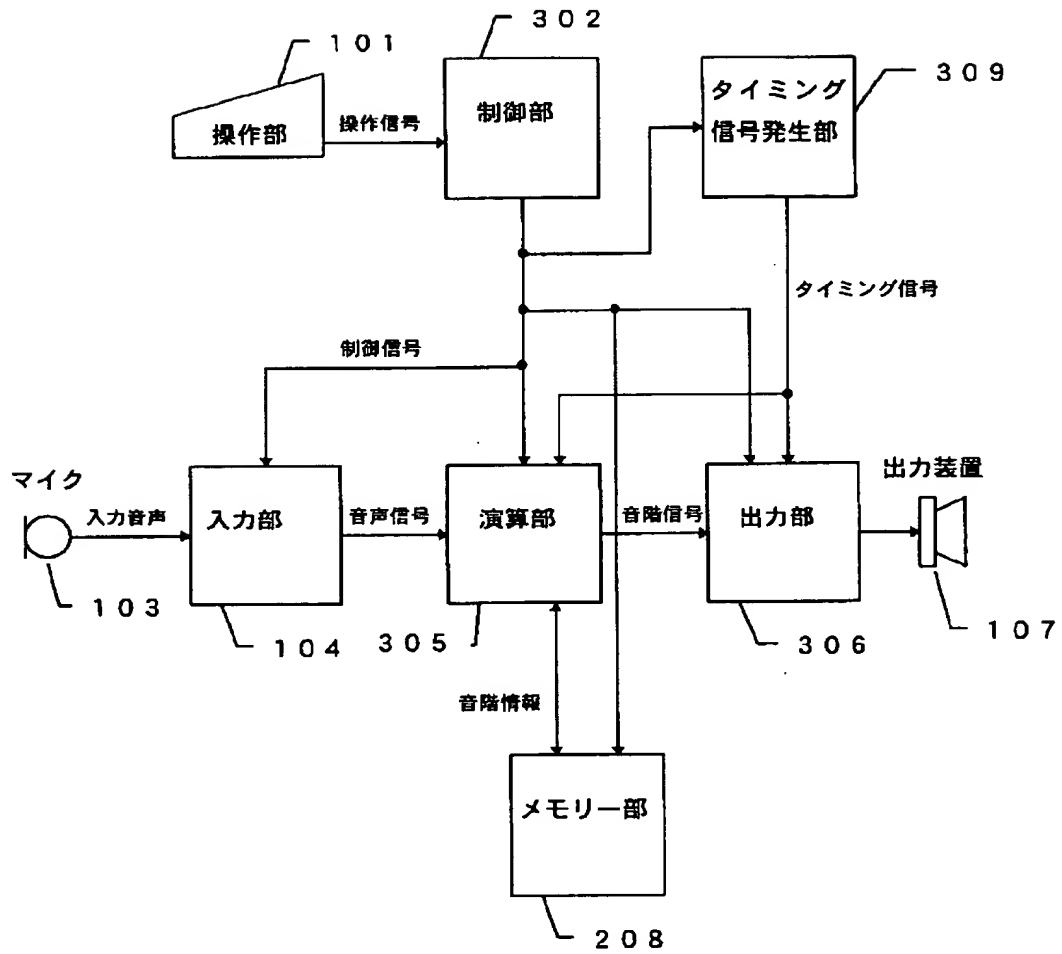 ３０２
１０１
３０９
操作部
操作信号
制御部
タイミング
信号発生部
タイミング信号
制御信号
マイク
入力音声
入力部
音声信号
演算部
音階信号
出力部
出力装置
１０３
１０４
３０５
３０６
１０７
音階情報
メモリー部
２０８